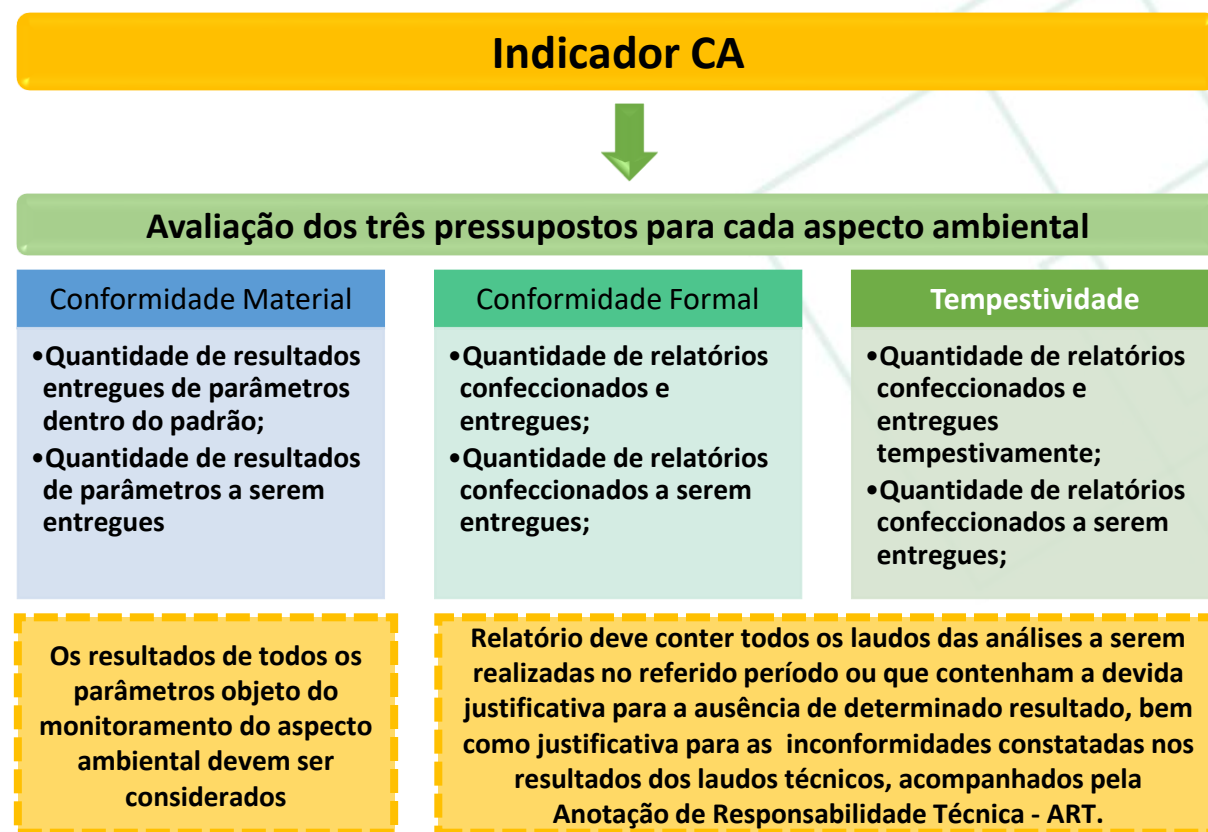 Indicador CA
Avaliação dos três pressupostos para cada aspecto ambiental
Conformidade Material
•Quantidade de resultados
entregues de parâmetros
dentro do padrão;
•Quantidade de resultados
de parâmetros a serem
entregues
Conformidade Formal
•Quantidade de relatórios
confeccionados e
entregues;
•Quantidade de relatórios
confeccionados a serem
entregues;
Tempestividade
•Quantidade de relatórios
confeccionados e
entregues
tempestivamente;
•Quantidade de relatórios
confeccionados a serem
entregues;
Os resultados de todos os
parâmetros objeto do
monitoramento do aspecto
ambiental devem ser
considerados
Relatório deve conter todos os laudos das análises a serem
realizadas no referido período ou que contenham a devida
justificativa para a ausência de determinado resultado, bem
como justificativa para as inconformidades constatadas nos
resultados dos laudos técnicos, acompanhados pela
Anotação de Responsabilidade Técnica - ART.